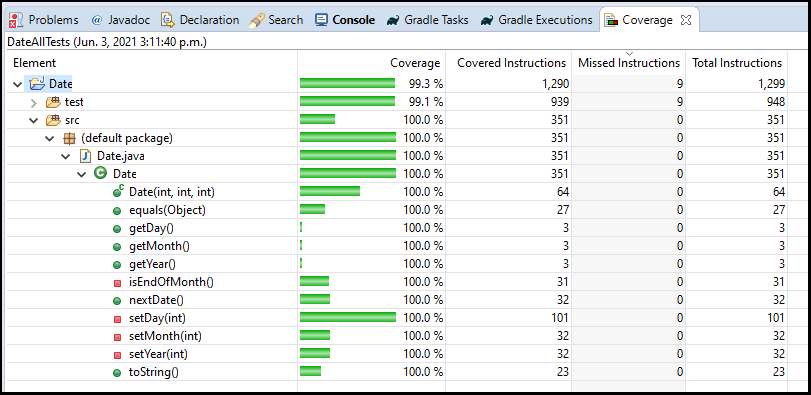 Problems @ Javadoc Declaration Search Console Gradle Tasks Gradle Executions Coverage
DateAllTests (Jun. 3, 2021 3:11:40 p.m.)
Element Coverage Covered Instructions Missed Instructions Total Instructions
Date 99.3 % 1,290 9 1,299
test 99.1 % 939 9 948
src 100.0 % 351 0 351
(default package) 100.0 % 351 0 351
Date.java 100.0 % 351 0 351
Date 100.0 % 351 0 351
Date(int, int, int) 100.0 % 64 0 64
equals(Object) 100.0 % 27 0 27
getDay() 100.0 % 3 0 3
getMonth() 100.0 % 3 0 3
getYear() 100.0 % 3 0 3
isEndOfMonth() 100.0 % 31 0 31
nextDate() 100.0 % 32 0 32
setDay(int) 100.0 % 101 0 101
setMonth(int) 100.0 % 32 0 32
setYear(int) 100.0 % 32 0 32
toString() 100.0 % 23 0 23